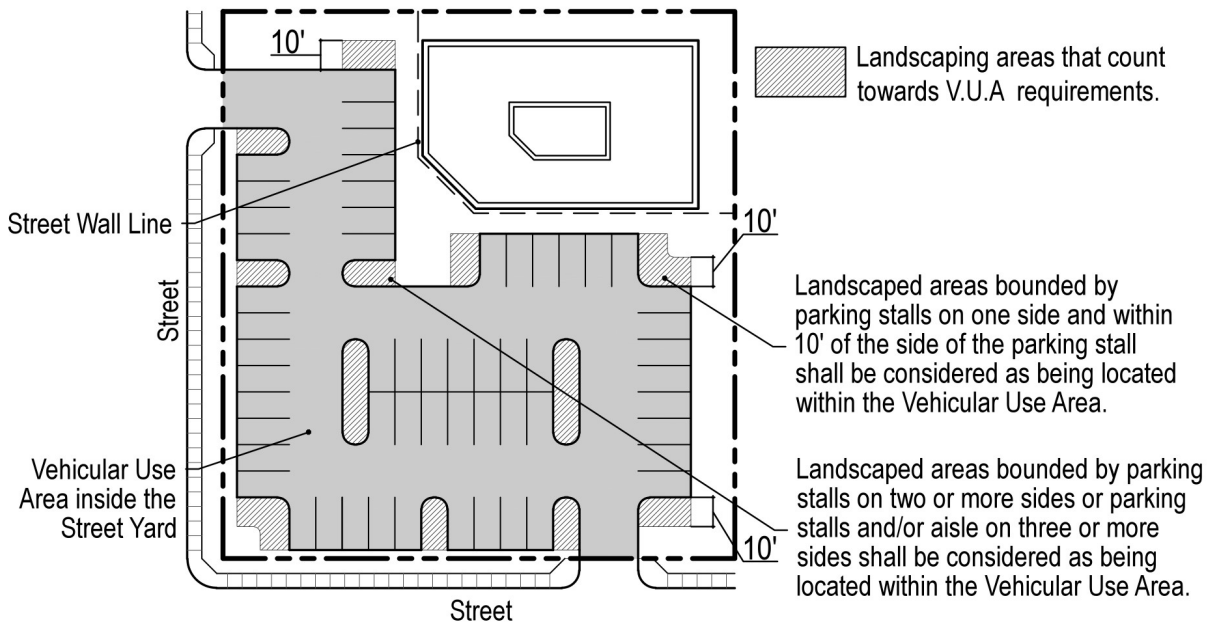 10'
Landscaping areas that count
towards V.U.A requirements.
Street Wall Line
10'
Street
Landscaped areas bounded by
parking stalls on one side and within
10' of the side of the parking stall
shall be considered as being located
within the Vehicular Use Area.
Vehicular Use
Area inside the
Street Yard
Landscaped areas bounded by parking
stalls on two or more sides or parking
stalls and/or aisle on three or more
sides shall be considered as being
located within the Vehicular Use Area.
10'
Street